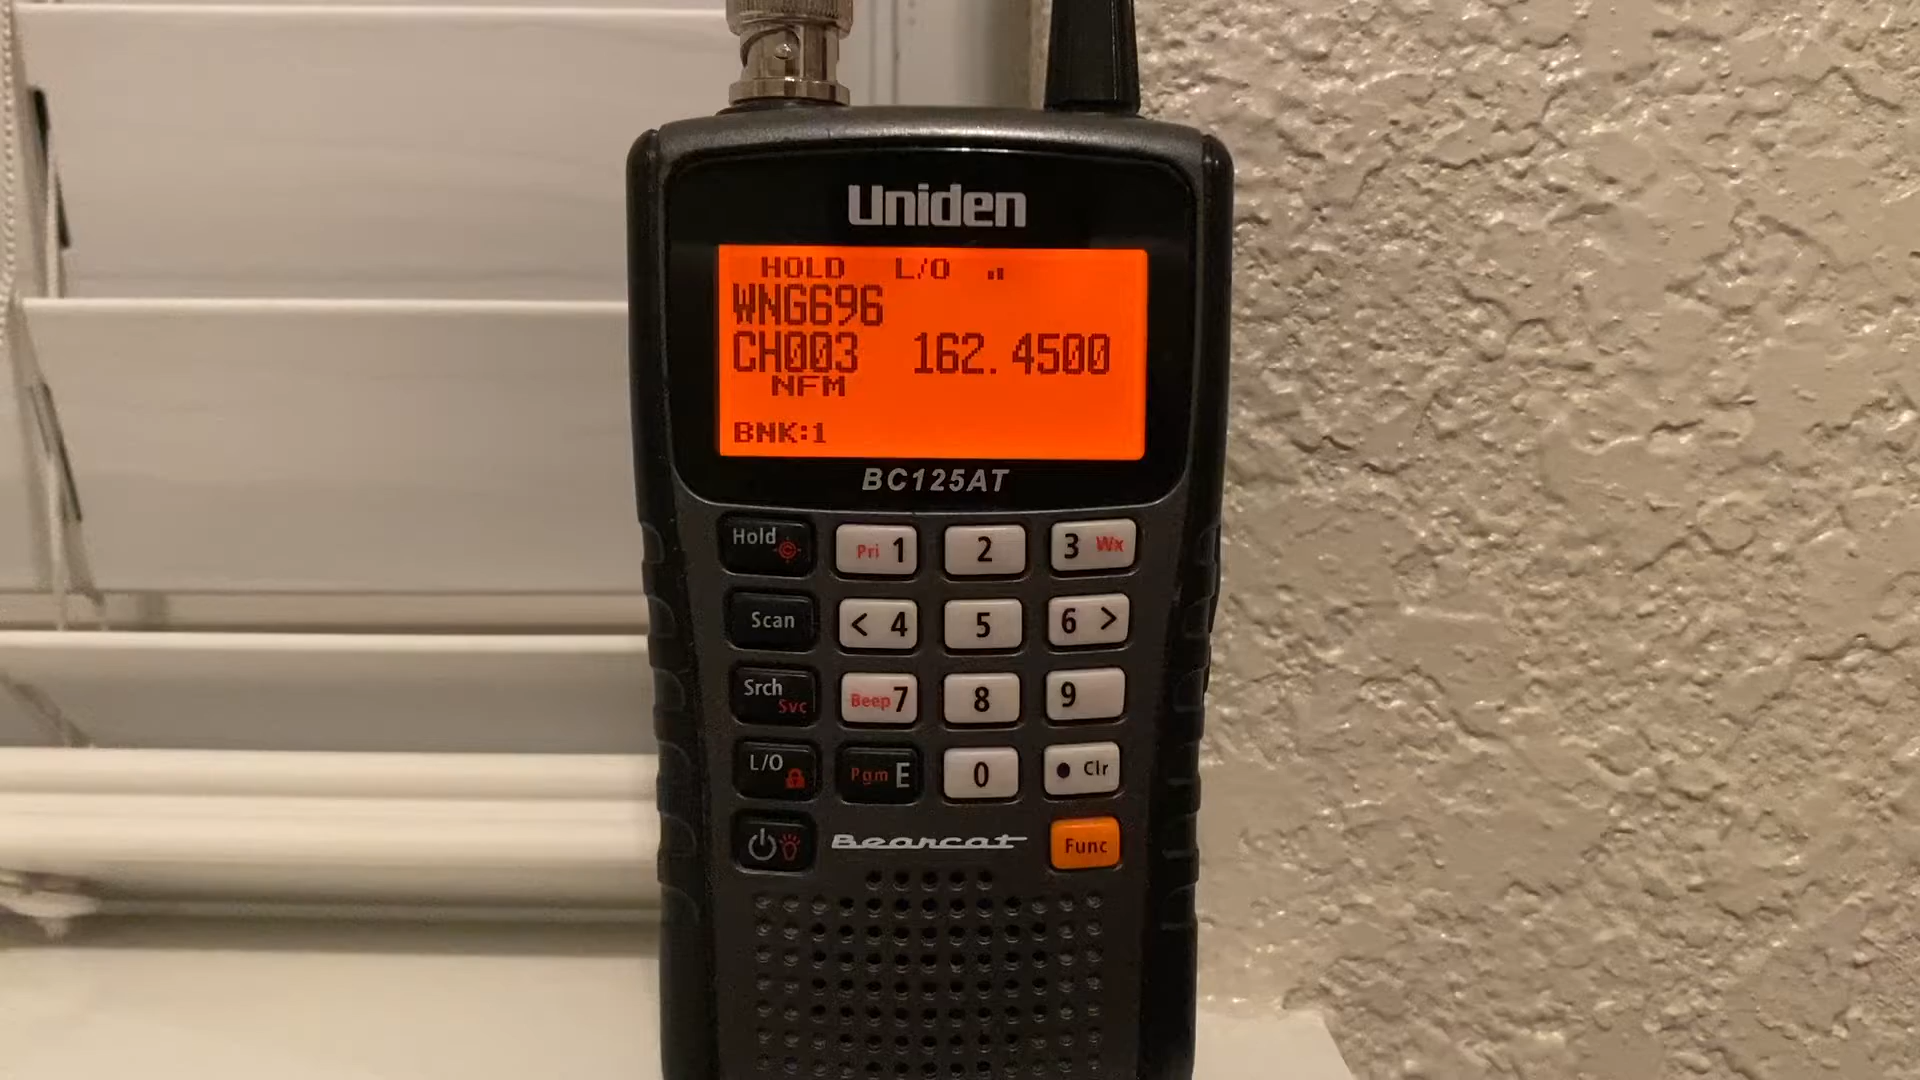 Uniden
HOLD L/O
WNG696
CH003 162.4500
NFM
BNK:1
BC125AT
Hold Pri 1 2 3 Wx
Scan < 4 5 6 >
Srch Svc Beep 7 8 9
L/O Pgm E 0 • Clr
Bearcat Func